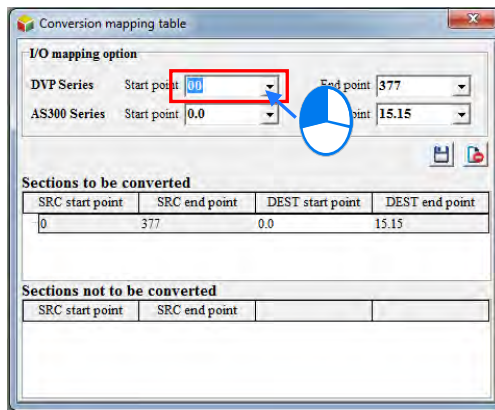 Conversion mapping table
I/O mapping option
DVP Series Start point 00 End point 377
AS300 Series Start point 0.0 point 15.15
Sections to be converted
SRC start point SRC end point DEST start point DEST end point
0 377 0.0 15.15
Sections not to be converted
SRC start point SRC end point